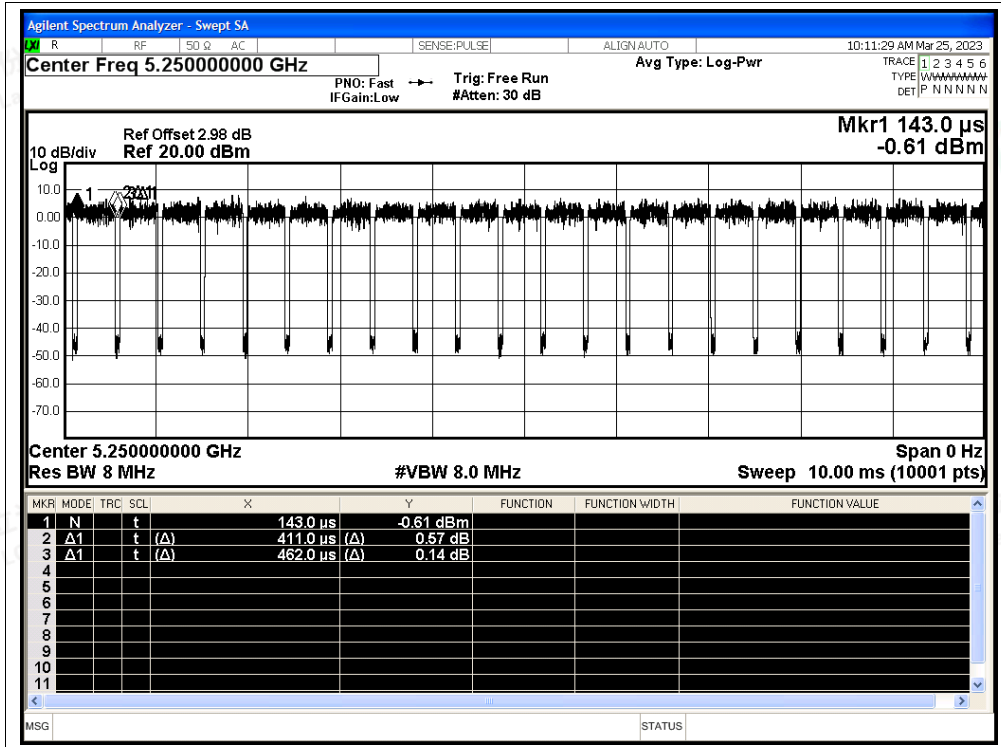 Agilent Spectrum Analyzer - Swept SA
LXI R RF 50 Ω AC SENSE:PULSE ALIGN AUTO 10:11:29 AM Mar 25, 2023
Center Freq 5.250000000 GHz Avg Type: Log-Pwr TRACE 1 2 3 4 5 6
PNO: Fast Trig: Free Run TYPE
IFGain:Low #Atten: 30 dB DET P N N N N N
Mkr1 143.0 µs
Ref Offset 2.98 dB
10 dB/div Ref 20.00 dBm -0.61 dBm
Log
10.0
1
0.00
-10.0
-20.0
-30.0
-40.0
-50.0
-60.0
-70.0
Center 5.250000000 GHz Span 0 Hz
Res BW 8 MHz #VBW 8.0 MHz Sweep 10.00 ms (10001 pts)
MKR MODE TRC SCL X Y FUNCTION FUNCTION WIDTH FUNCTION VALUE
1 N t 143.0 µs -0.61 dBm
2 Δ1 t (Δ) 411.0 µs (Δ) 0.57 dB
3 Δ1 t (Δ) 462.0 µs (Δ) 0.14 dB
4
5
6
7
8
9
10
11
MSG STATUS